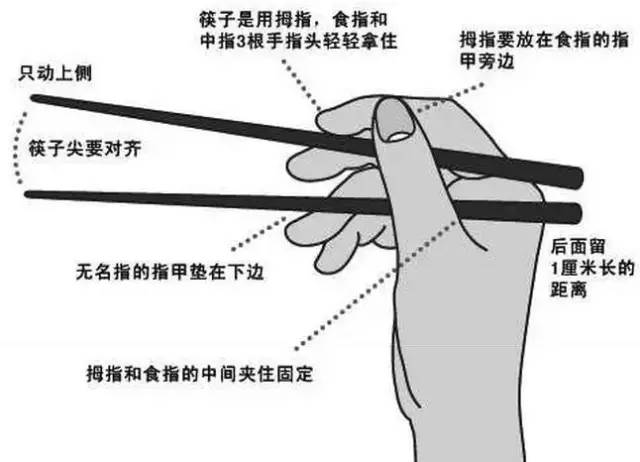 筷子是用拇指，食指和
中指3根手指头轻轻拿住
拇指要放在食指的指
甲旁边
只动上侧
筷子尖要对齐
无名指的指甲垫在下边
后面留
1厘米长的
距离
拇指和食指的中间夹住固定